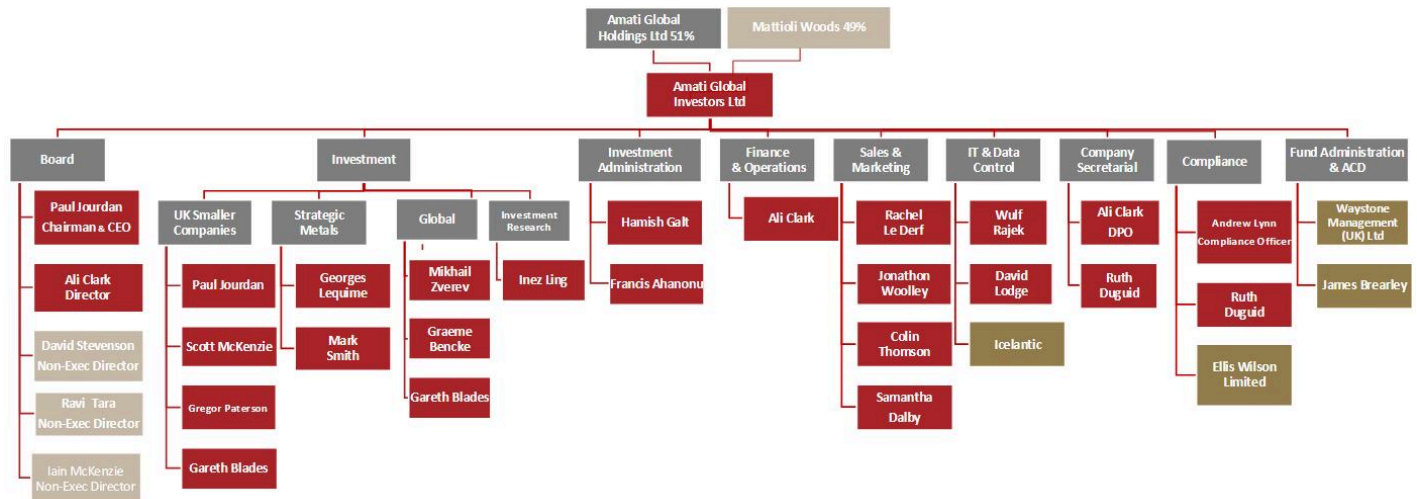 Amati Global
Holdings Ltd 51%
Mattioli Woods 49%
Amati Global
Investors Ltd
Board
Investment
Investment
Administration
Finance
& Operations
Sales &
Marketing
IT & Data
Control
Company
Secretarial
Compliance
Fund Administration
& ACD
Paul Jourdan
Chairman & CEO
Ali Clark
Director
David Stevenson
Non-Exec Director
Ravi Tara
Non-Exec Director
Iain McKenzie
Non-Exec Director
UK Smaller
Companies
Paul Jourdan
Scott McKenzie
Gregor Paterson
Gareth Blades
Strategic
Metals
Georges
Lequime
Mark
Smith
Global
Mikhail
Zverev
Graeme
Bencke
Gareth Blades
Investment
Research
Inez Ling
Hamish Galt
Francis Ahanonu
Ali Clark
Rachel
Le Derf
Jonathon
Woolley
Colin
Thomson
Samantha
Dalby
Wulf
Rajek
David
Lodge
Icelantic
Ali Clark
DPO
Ruth
Duguid
Andrew Lynn
Compliance Officer
Ruth
Duguid
Ellis Wilson
Limited
Waystone
Management
(UK) Ltd
James Brearley